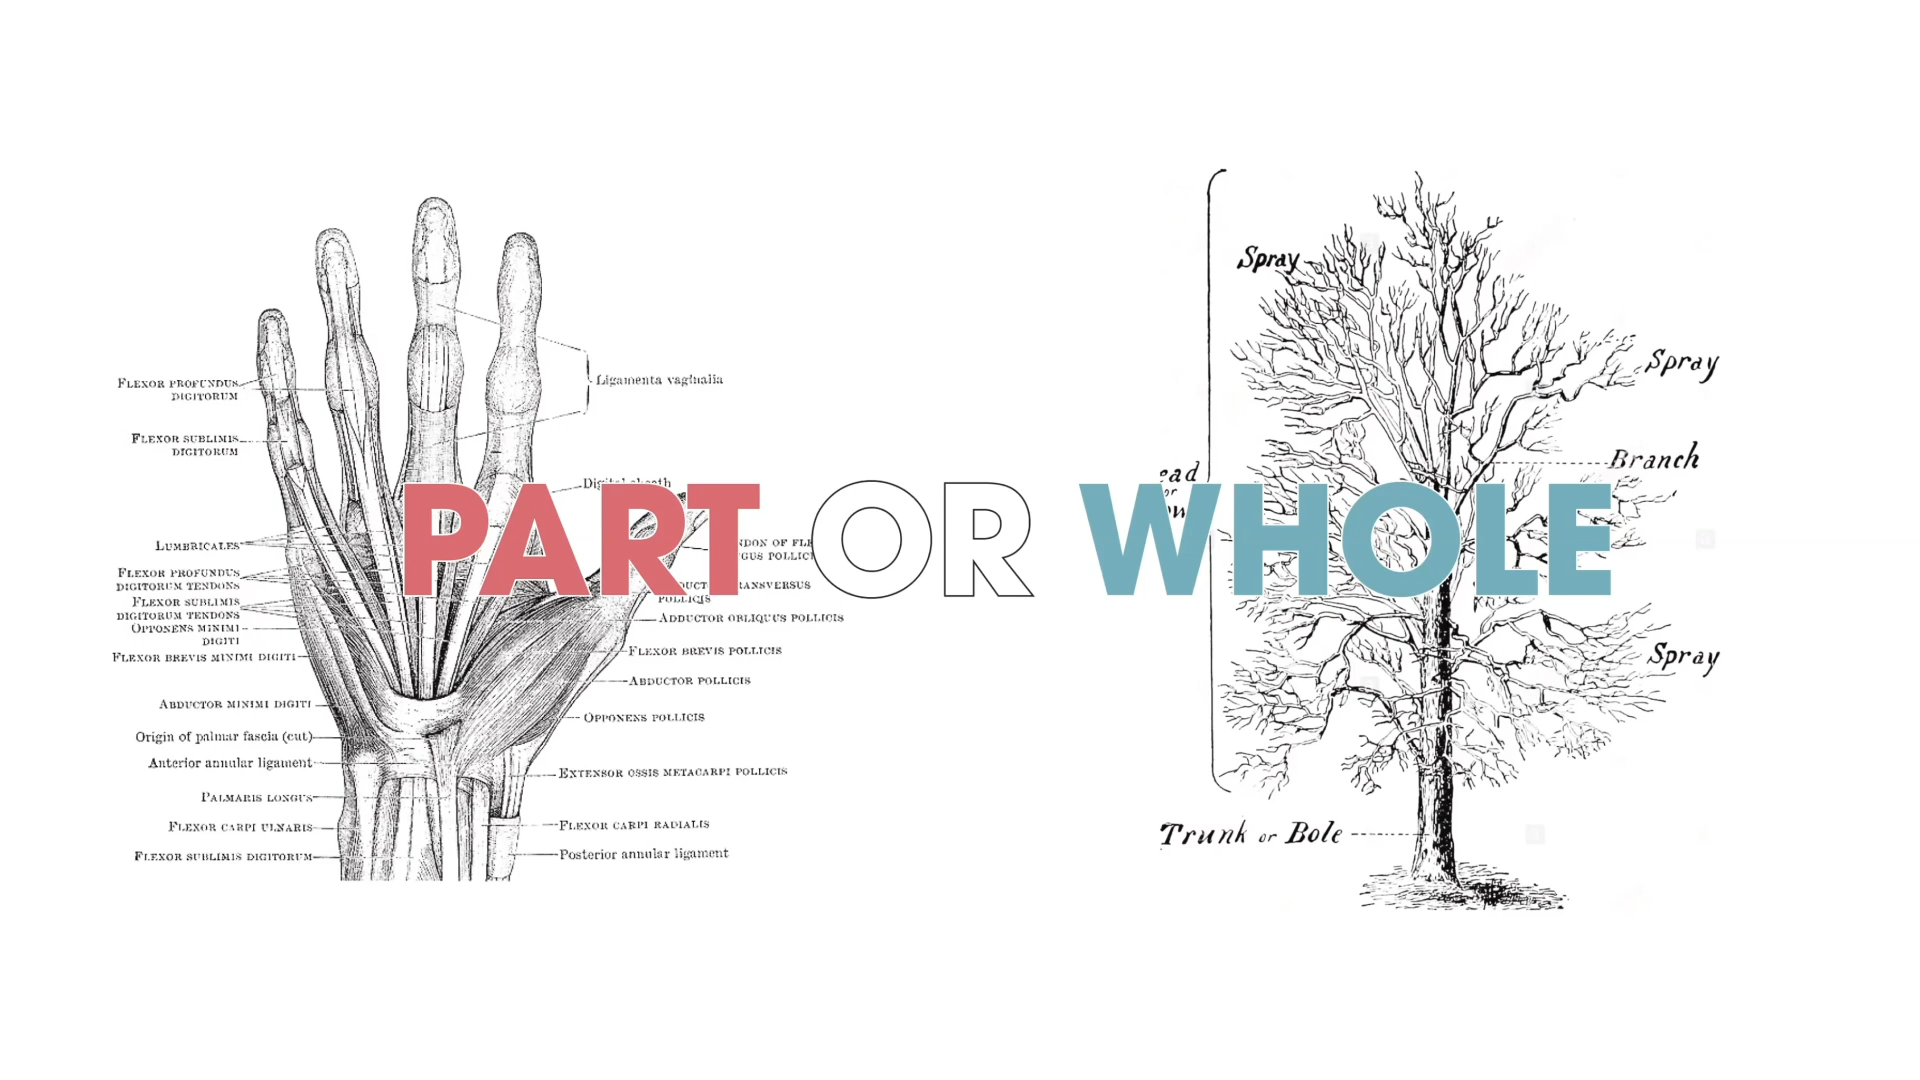 PART OR WHOLE
FLEXOR PROFUNDUS
DIGITORUM
FLEXOR SUBLIMIS
DIGITORUM
LUMBRICALES
FLEXOR PROFUNDUS
DIGITORUM TENDONS
FLEXOR SUBLIMIS
DIGITORUM TENDONS
OPPONENS MINIMI
DIGITI
FLEXOR BREVIS MINIMI DIGITI
ABDUCTOR MINIMI DIGITI
Origin of palmar fascia (cut)
Anterior annular ligament
PALMARIS LONGUS
FLEXOR CARPI ULNARIS
FLEXOR SUBLIMIS DIGITORUM
Ligamenta vaginalia
Digital sheath
POLLICIS
ADDUCTOR OBLIQUUS POLLICIS
FLEXOR BREVIS POLLICIS
ABDUCTOR POLLICIS
OPPONENS POLLICIS
EXTENSOR OSSIS METACARPI POLLICIS
FLEXOR CARPI RADIALIS
Posterior annular ligament
Spray
Spray
Branch
Spray
Trunk or Bole